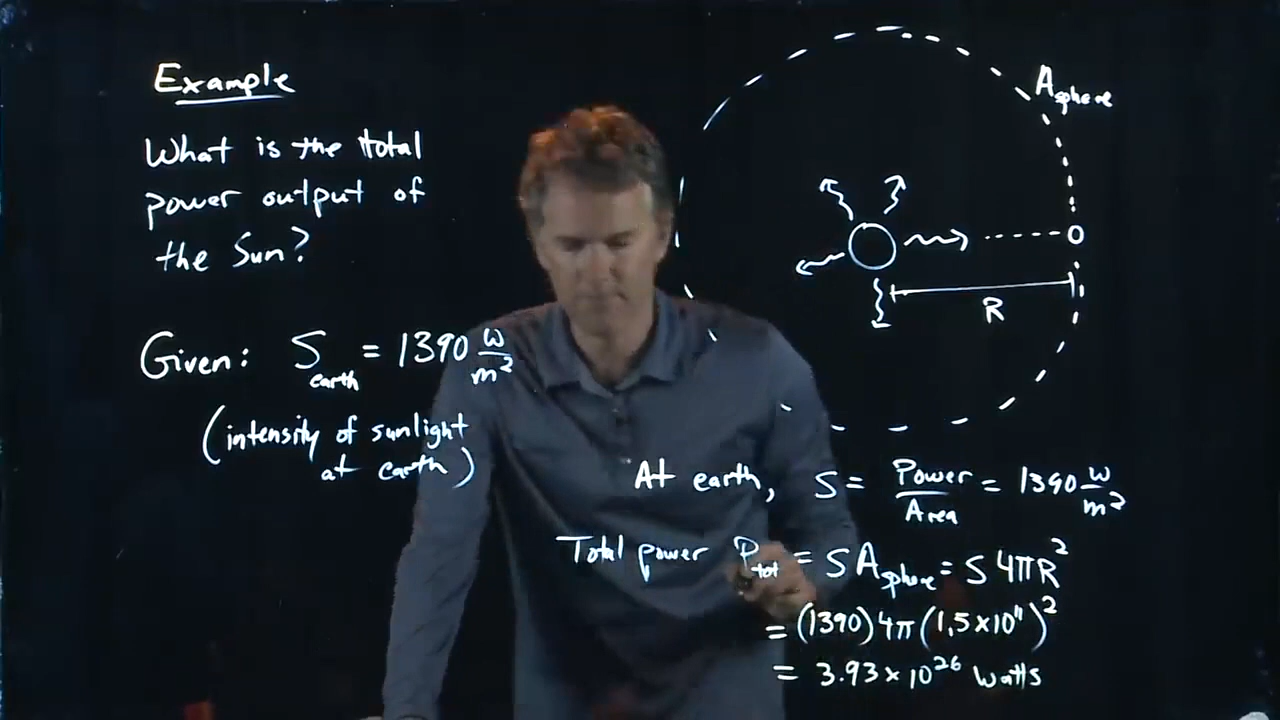 Example
What is the total
power output of
the Sun?
Given: S_earth = 1390 W/m²
(intensity of sunlight
at earth)
A_sphere
R
At earth, S = Power/Area = 1390 W/m²
Total power P_tot = S A_sphere = S 4πR²
= (1390) 4π (1.5×10¹¹)²
= 3.93×10²⁶ watts